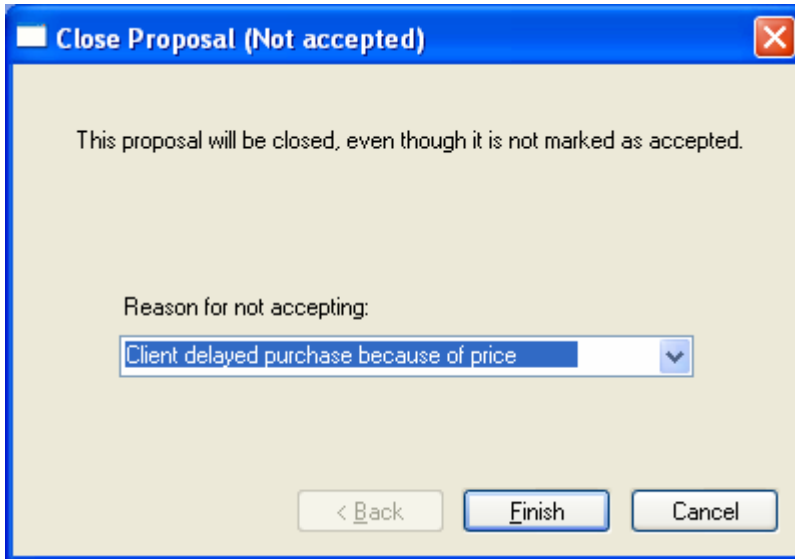 Close Proposal (Not accepted)
This proposal will be closed, even though it is not marked as accepted.
Reason for not accepting:
Client delayed purchase because of price
< Back
Finish
Cancel